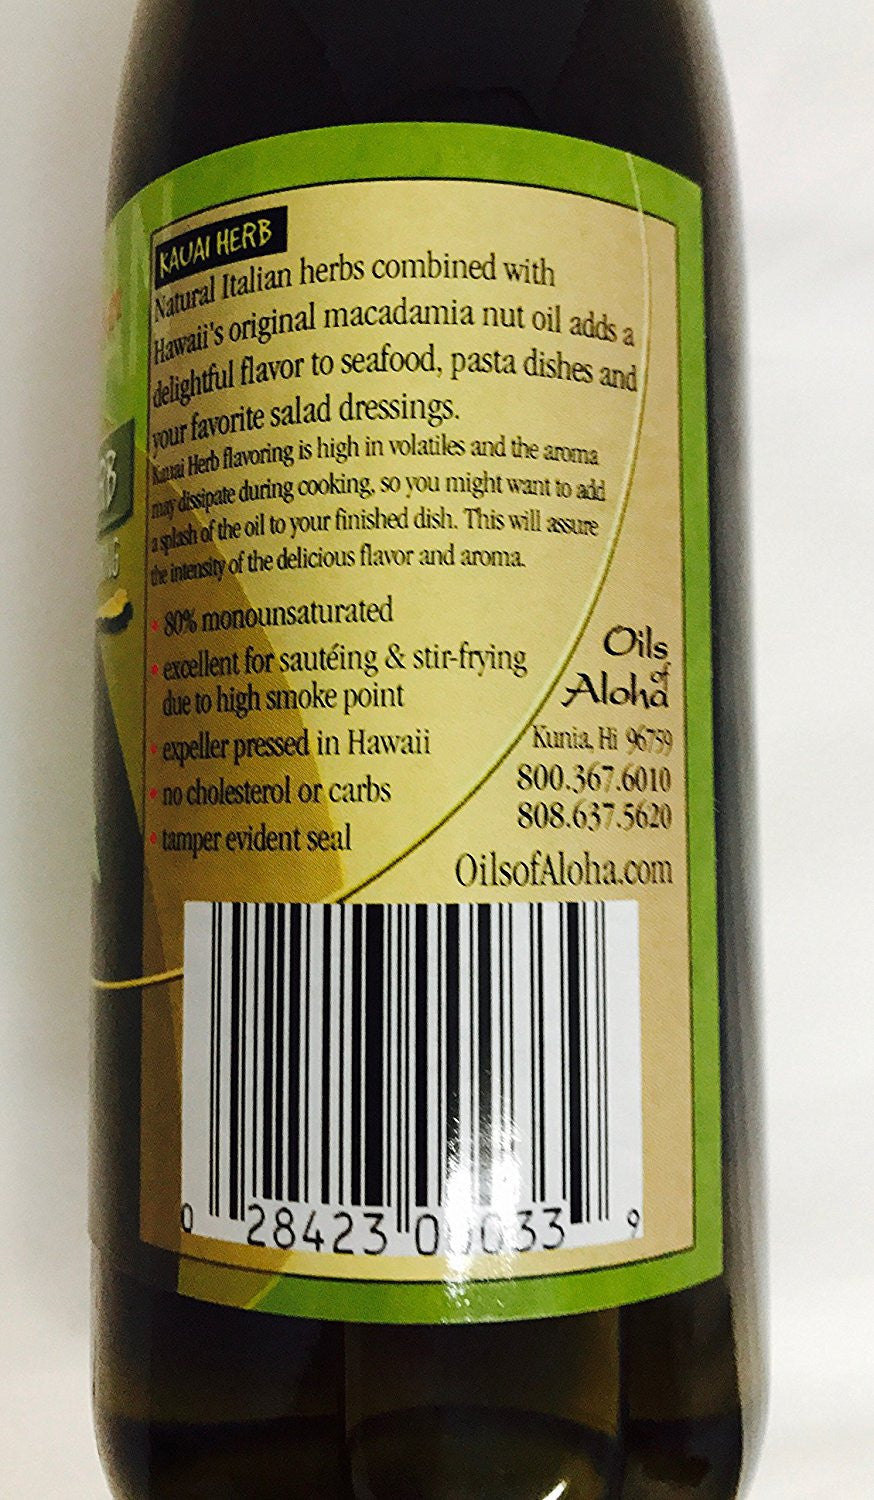 KAUAI HERB
Natural Italian herbs combined with
Hawaii's original macadamia nut oil adds a
delightful flavor to seafood, pasta dishes and
your favorite salad dressings.
Kauai Herb flavoring is high in volatiles and the aroma
may dissipate during cooking, so you might want to add
a splash of the oil to your finished dish. This will assure
the intensity of the delicious flavor and aroma.
• 80% monounsaturated
• excellent for sautéing & stir-frying
due to high smoke point
• expeller pressed in Hawaii
• no cholesterol or carbs
• tamper evident seal
Oils
of
Aloha
Kunia, Hi 96759
800.367.6010
808.637.5620
OilsofAloha.com
0 28423 00033 9